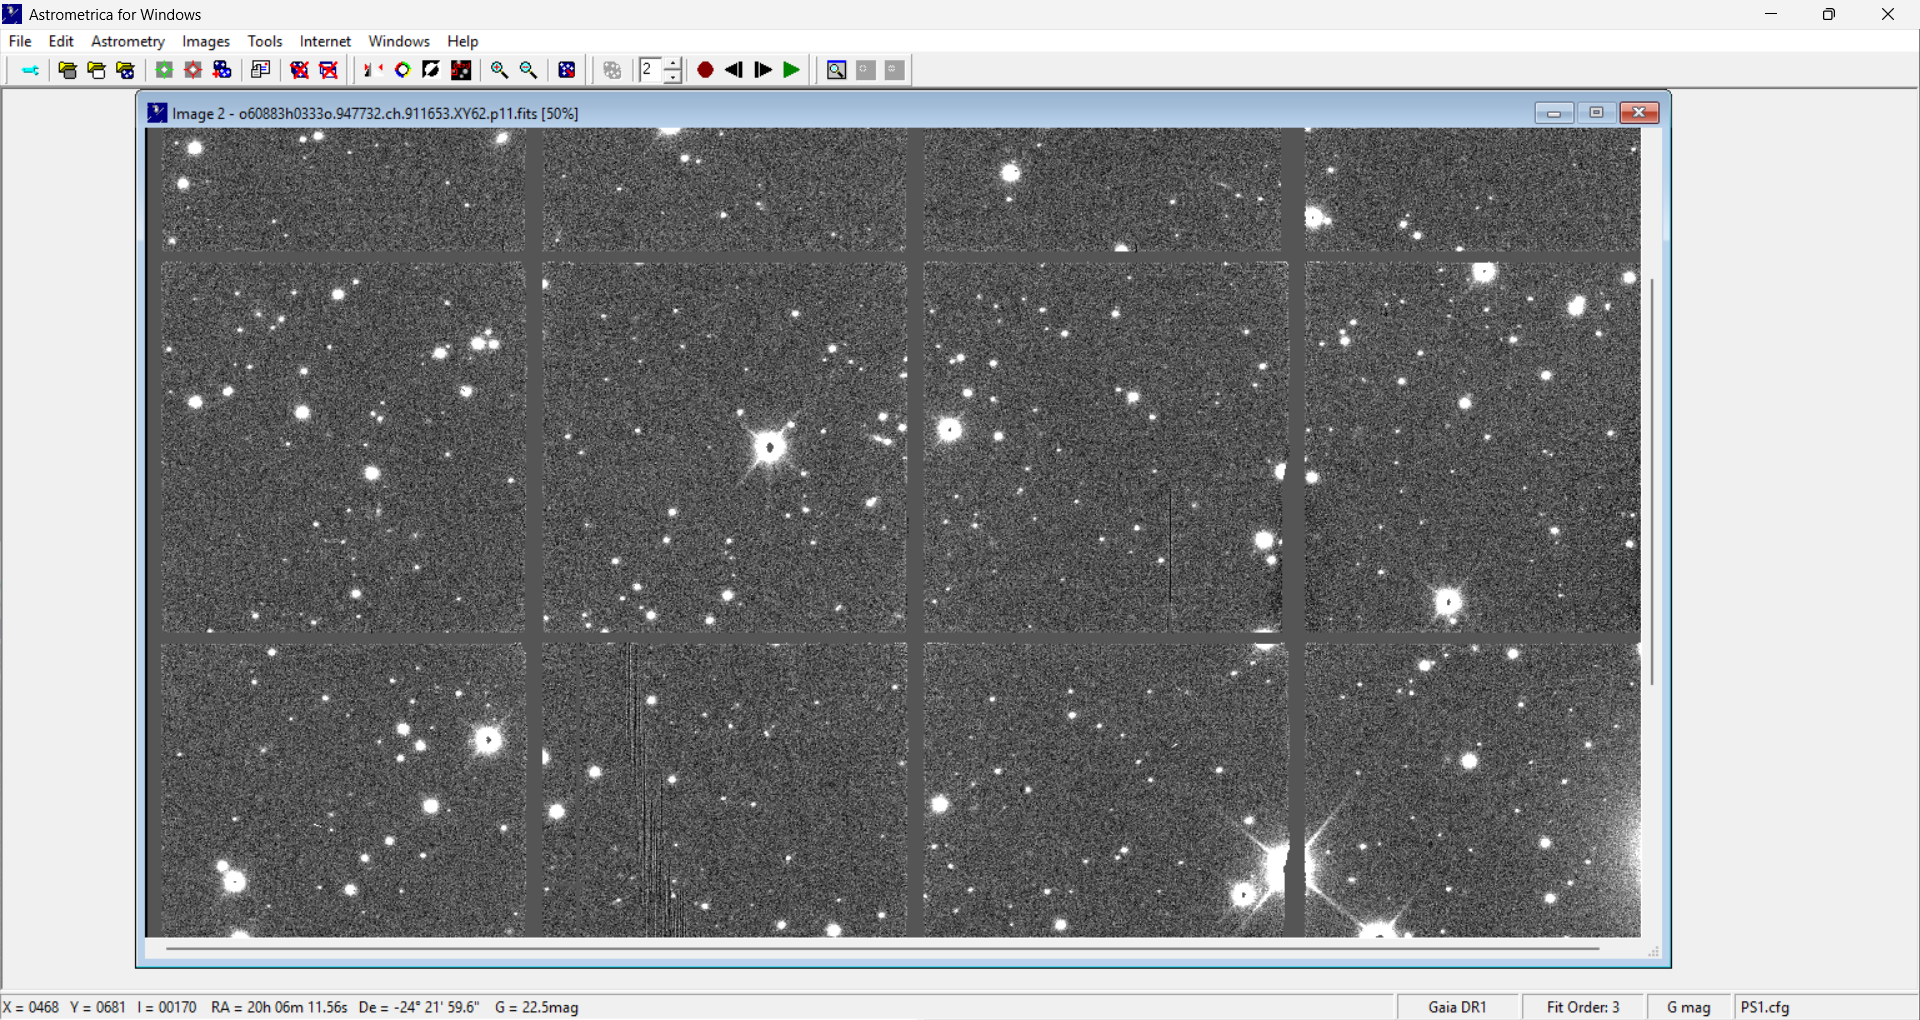 Astrometrica for Windows
File Edit Astrometry Images Tools Internet Windows Help
2
Image 2 - o60883h0333o.947732.ch.911653.XY62.p11.fits [50%]
X = 0468 Y = 0681 I = 00170 RA = 20h 06m 11.56s De = -24° 21' 59.6" G = 22.5mag Gaia DR1 Fit Order: 3 G mag PS1.cfg